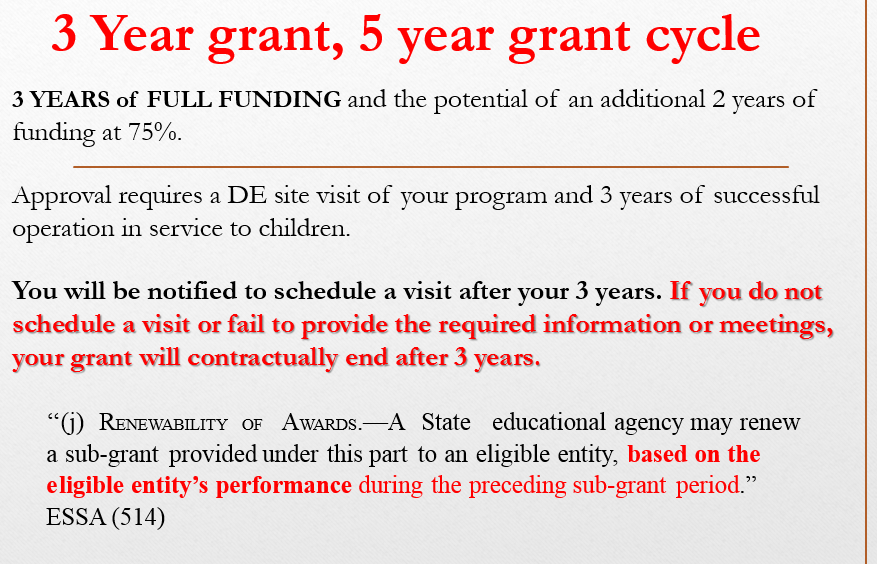 3 Year grant, 5 year grant cycle
3 YEARS of FULL FUNDING and the potential of an additional 2 years of
funding at 75%.
Approval requires a DE site visit of your program and 3 years of successful
operation in service to children.
You will be notified to schedule a visit after your 3 years. If you do not
schedule a visit or fail to provide the required information or meetings,
your grant will contractually end after 3 years.
“(j) RENEWABILITY OF AWARDS.—A State educational agency may renew
a sub-grant provided under this part to an eligible entity, based on the
eligible entity’s performance during the preceding sub-grant period.”
ESSA (514)